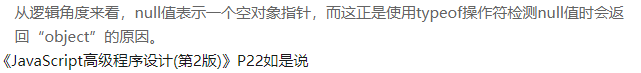 从逻辑角度来看，null值表示一个空对象指针，而这正是使用typeof操作符检测null值时会返
回“object”的原因。
《JavaScript高级程序设计(第2版)》P22如是说